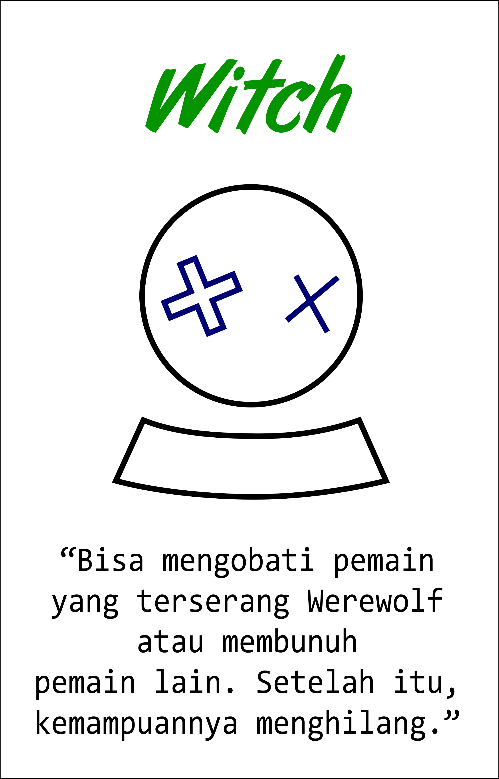 Witch
“Bisa mengobati pemain
yang terserang Werewolf
atau membunuh
pemain lain. Setelah itu,
kemampuannya menghilang.”